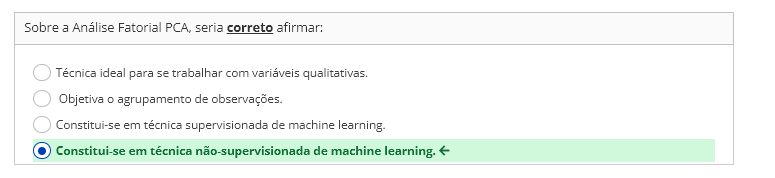 Sobre a Análise Fatorial PCA, seria correto afirmar:
Técnica ideal para se trabalhar com variáveis qualitativas.
Objetiva o agrupamento de observações.
Constitui-se em técnica supervisionada de machine learning.
Constitui-se em técnica não-supervisionada de machine learning. ←